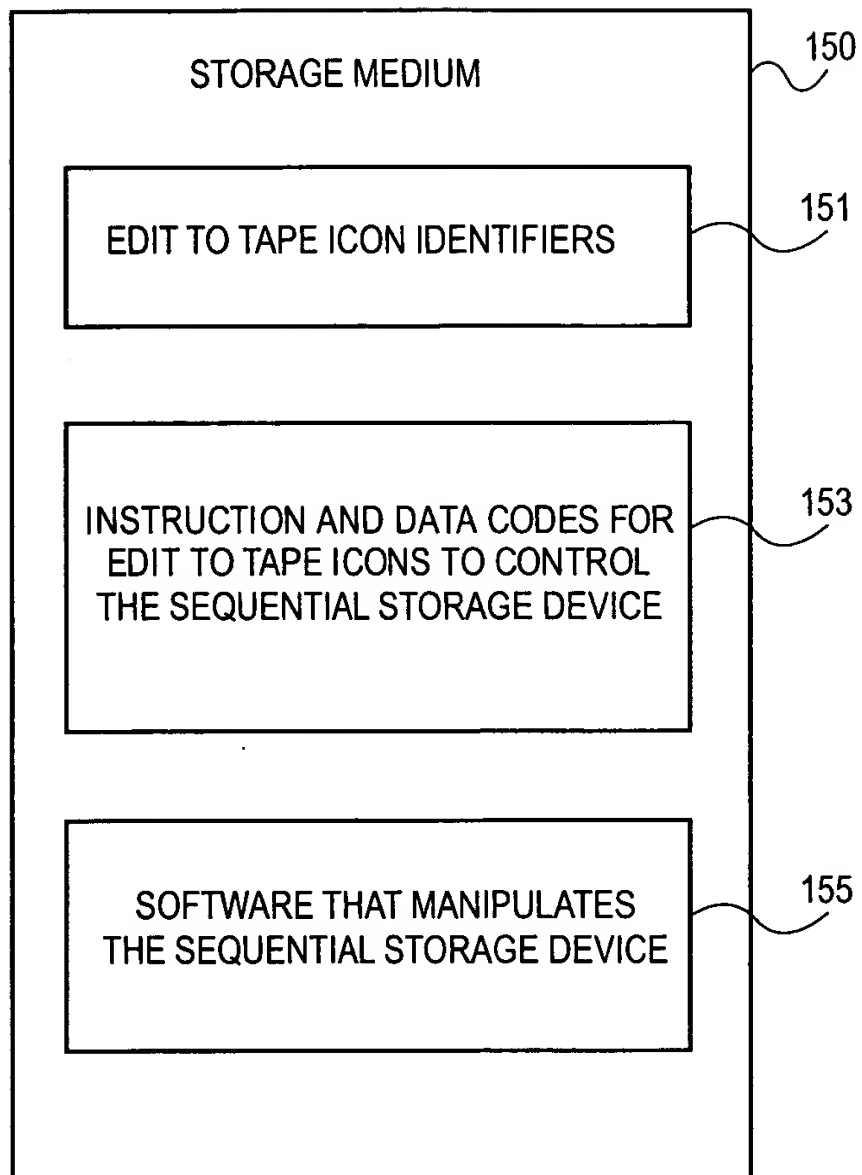 STORAGE MEDIUM
150
EDIT TO TAPE ICON IDENTIFIERS
151
INSTRUCTION AND DATA CODES FOR
EDIT TO TAPE ICONS TO CONTROL
THE SEQUENTIAL STORAGE DEVICE
153
SOFTWARE THAT MANIPULATES
THE SEQUENTIAL STORAGE DEVICE
155